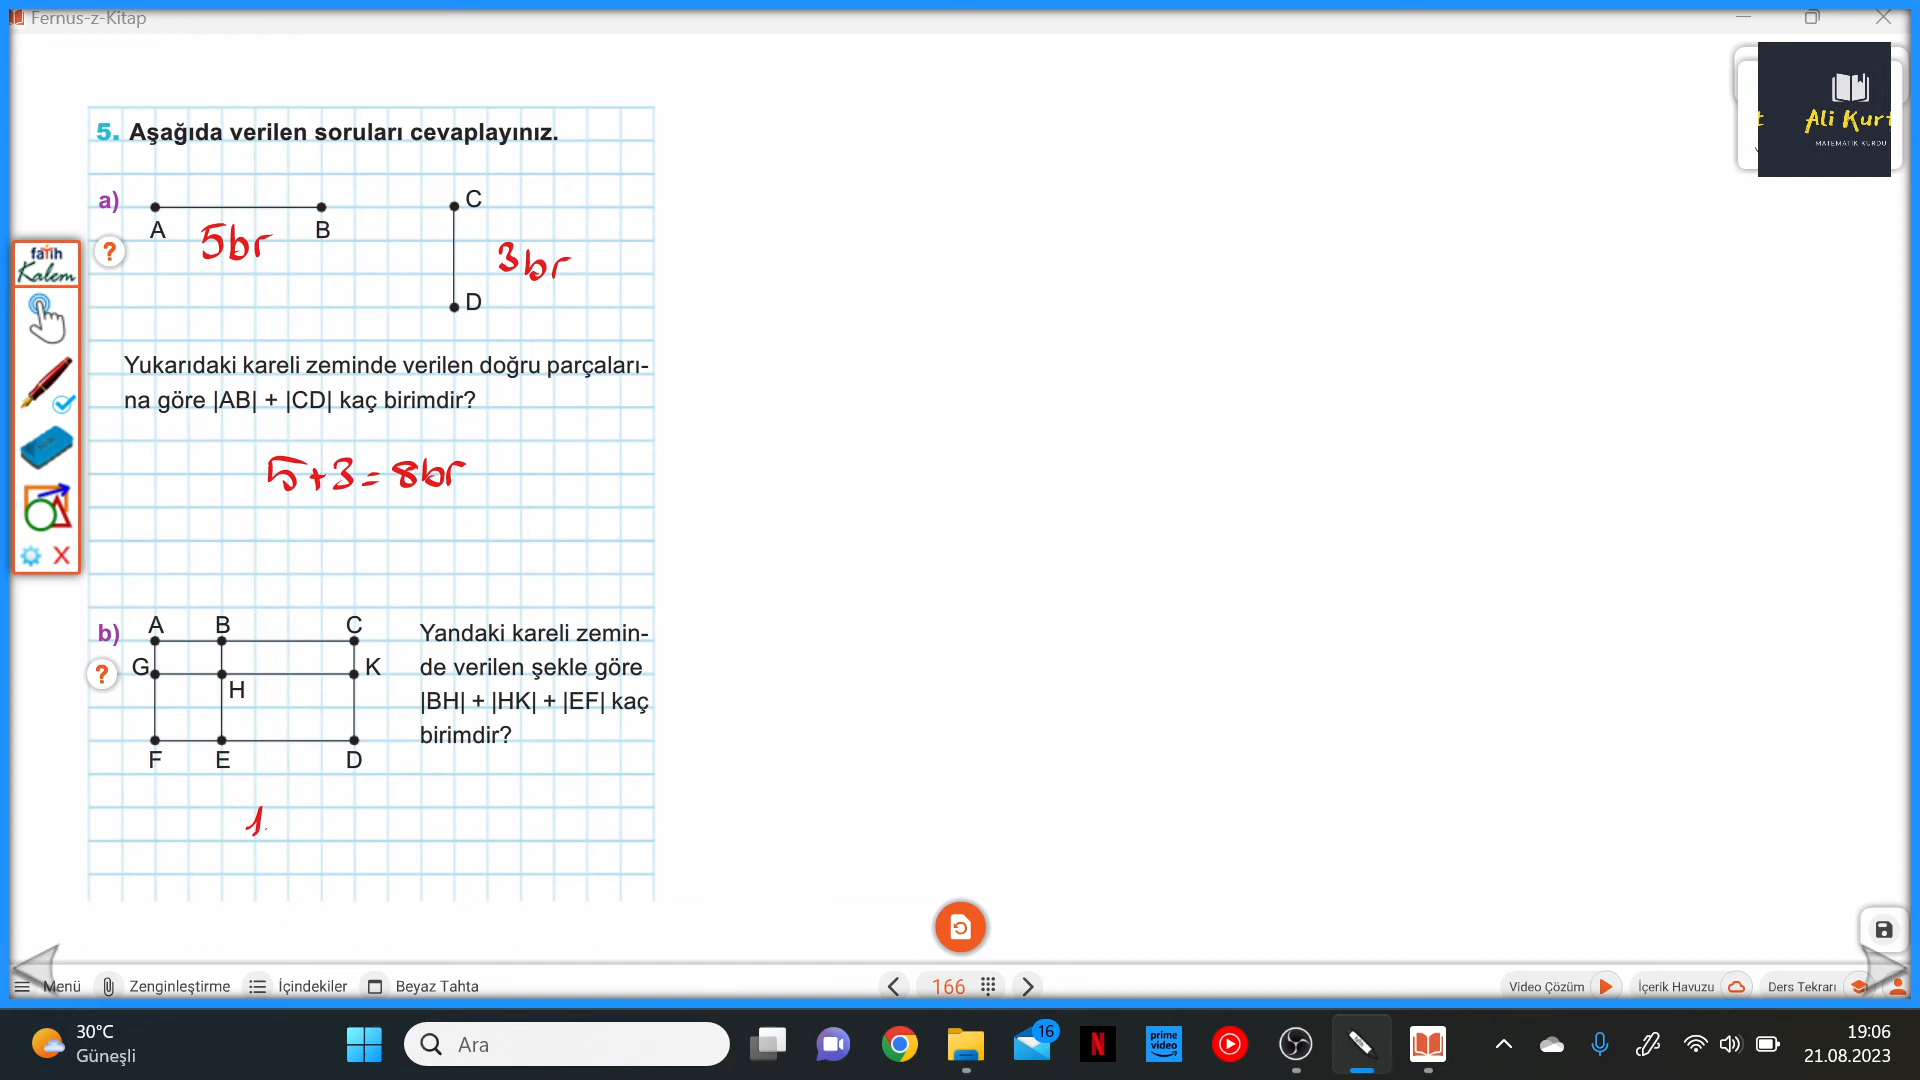 Fernus-z-Kitap
Ali Kurt
MATEMATİK KURDU
5. Aşağıda verilen soruları cevaplayınız.
a)
A
B
5br
C
3br
D
?
fatih
Kalem
Yukarıdaki kareli zeminde verilen doğru parçaları-
na göre |AB| + |CD| kaç birimdir?
5+3=8br
b)
A B C
G K
H
F E D
?
Yandaki kareli zemin-
de verilen şekle göre
|BH| + |HK| + |EF| kaç
birimdir?
1
Menü Zenginleştirme İçindekiler Beyaz Tahta
166
Video Çözüm İçerik Havuzu Ders Tekrarı
30°C
Güneşli
Ara
16
N
prime
video
19:06
21.08.2023